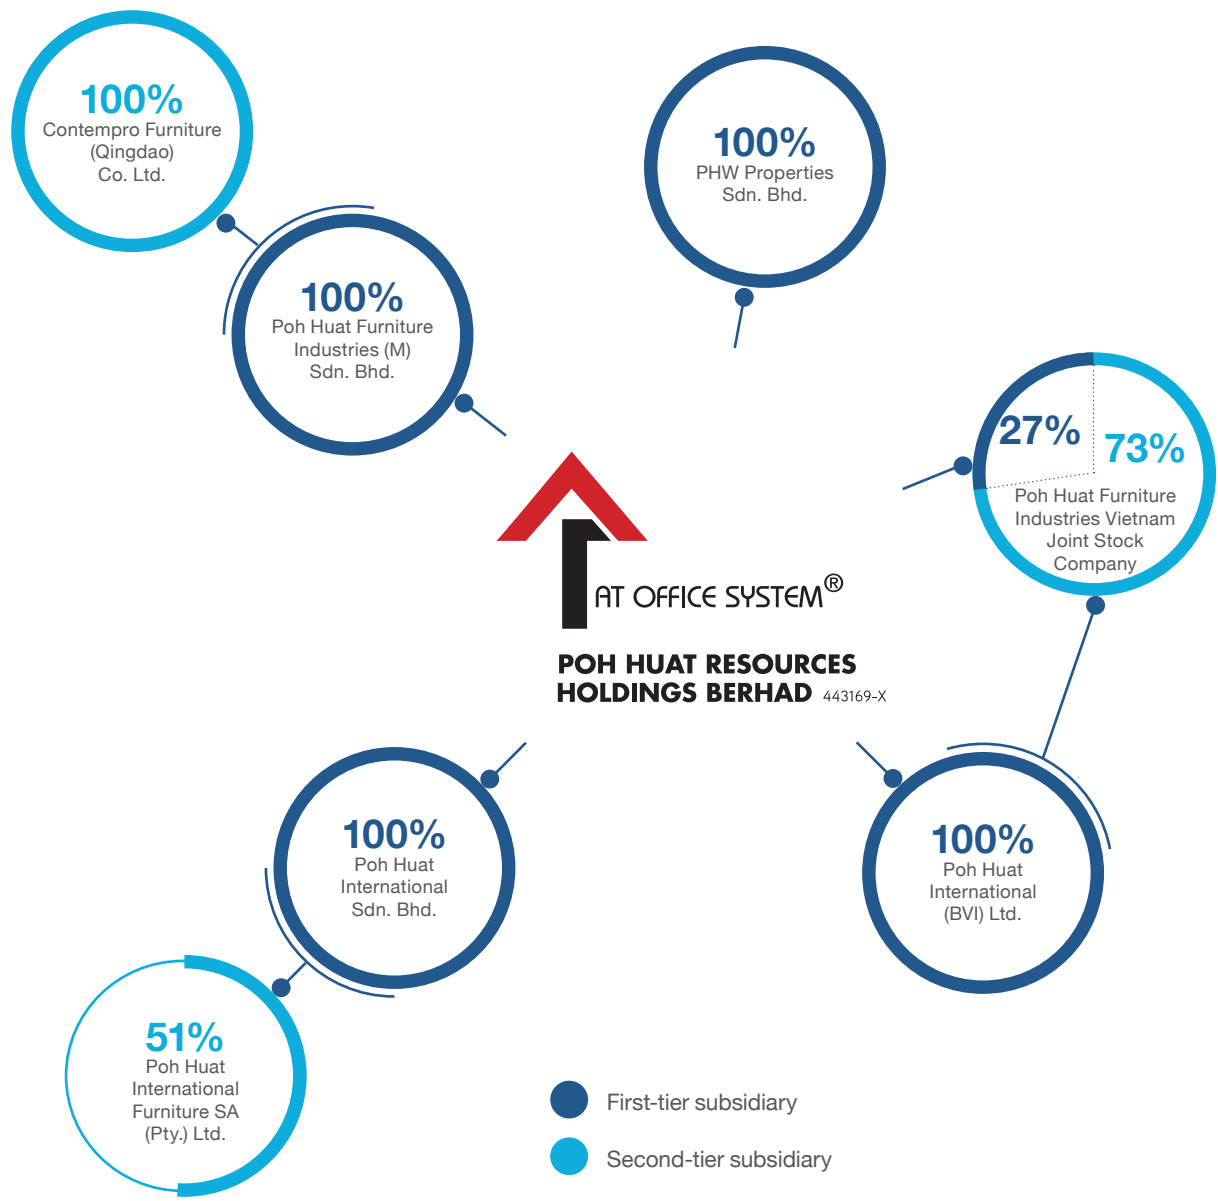 100%
Contempro Furniture
(Qingdao)
Co. Ltd.
100%
PHW Properties
Sdn. Bhd.
100%
Poh Huat Furniture
Industries (M)
Sdn. Bhd.
27%
73%
Poh Huat Furniture
Industries Vietnam
Joint Stock
Company
AT OFFICE SYSTEM®
POH HUAT RESOURCES
HOLDINGS BERHAD 443169-X
100%
Poh Huat
International
Sdn. Bhd.
100%
Poh Huat
International
(BVI) Ltd.
51%
Poh Huat
International
Furniture SA
(Pty.) Ltd.
First-tier subsidiary
Second-tier subsidiary